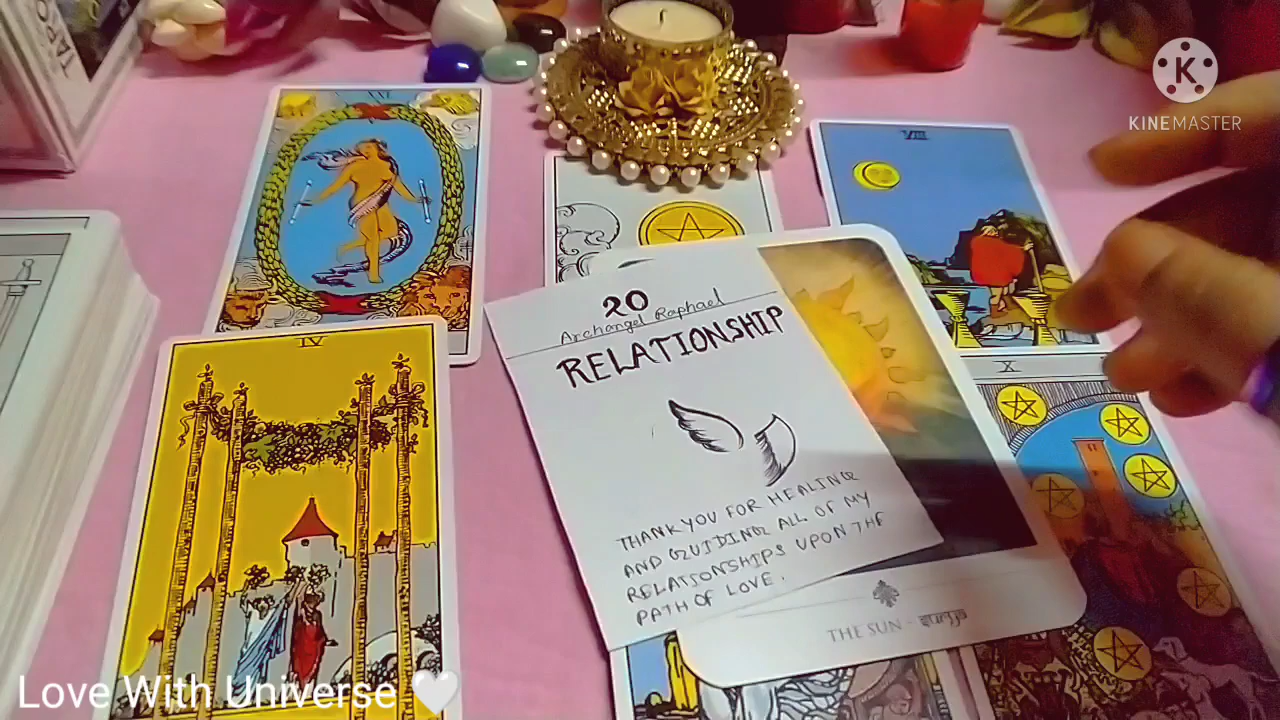 XXI
VIII
KINEMASTER
20
Archangel Raphael
RELATIONSHIP
IV
X
THANK YOU FOR HEALING
AND GUIDING ALL OF MY
RELATIONSHIPS UPON THE
PATH OF LOVE.
THE SUN -
Love With Universe 🤍